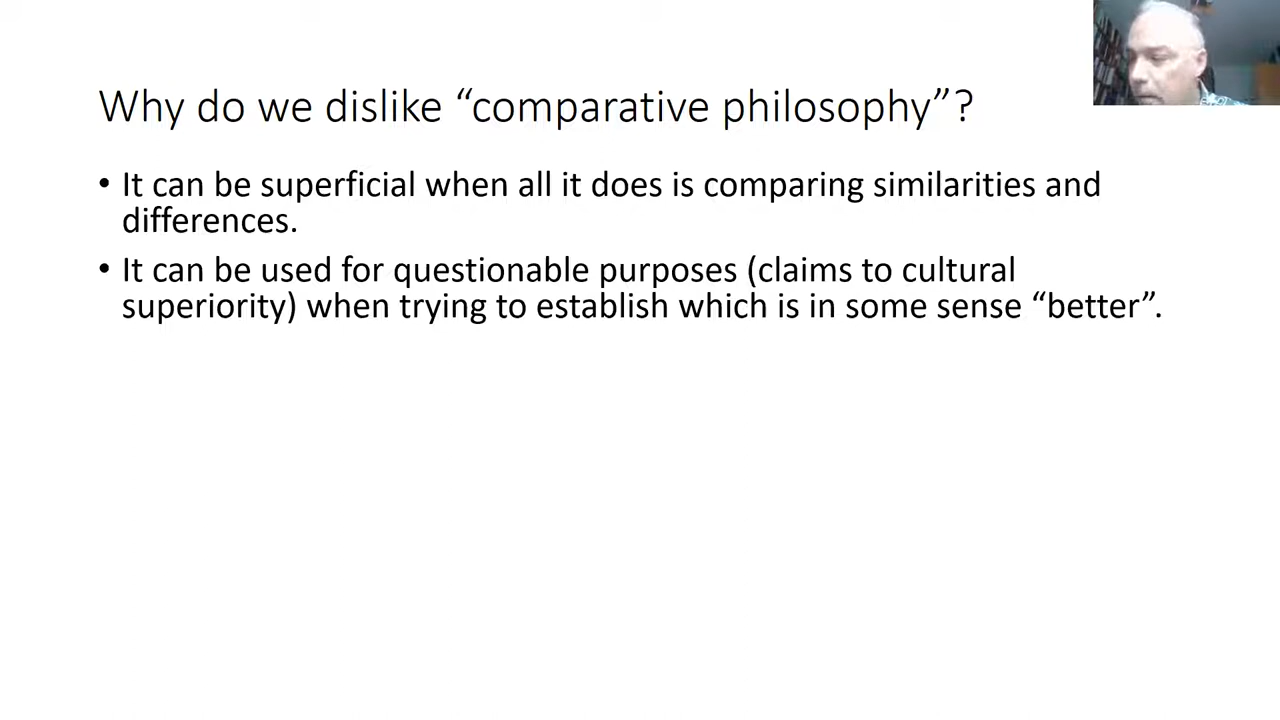 Why do we dislike “comparative philosophy”?
• It can be superficial when all it does is comparing similarities and
differences.
• It can be used for questionable purposes (claims to cultural
superiority) when trying to establish which is in some sense “better”.